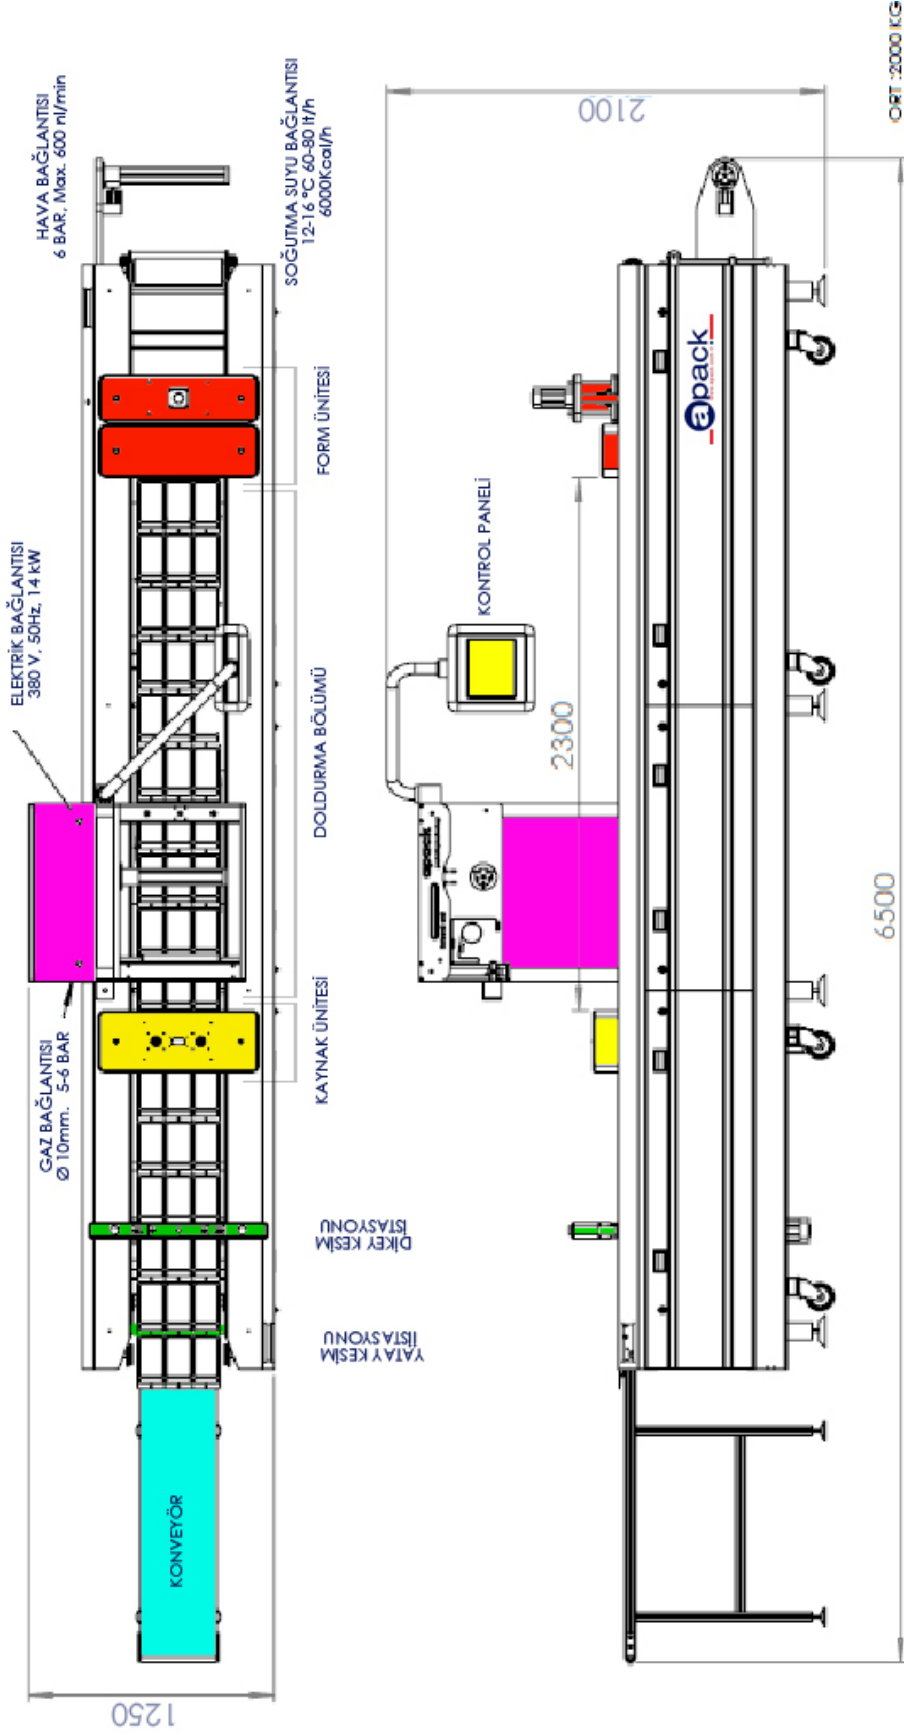 HAVA BAĞLANTISI
6 BAR, Max. 600 nl/min
SOĞUTMA SUYU BAĞLANTISI
12-16 °C 60-80 lt/h
6000Kcal/h
ELEKTRİK BAĞLANTISI
380 V, 50Hz, 14 kW
GAZ BAĞLANTISI
Ø 10mm. 5-6 BAR
FORM ÜNİTESİ
DOLDURMA BÖLÜMÜ
KAYNAK ÜNİTESİ
DİKEY KESİM
İSTASYONU
YATAY KESİM
İİSTASYONU
KONVEYÖR
1250
2100
KONTROL PANELİ
2300
apack
apack
6500
ORT :2000 KG